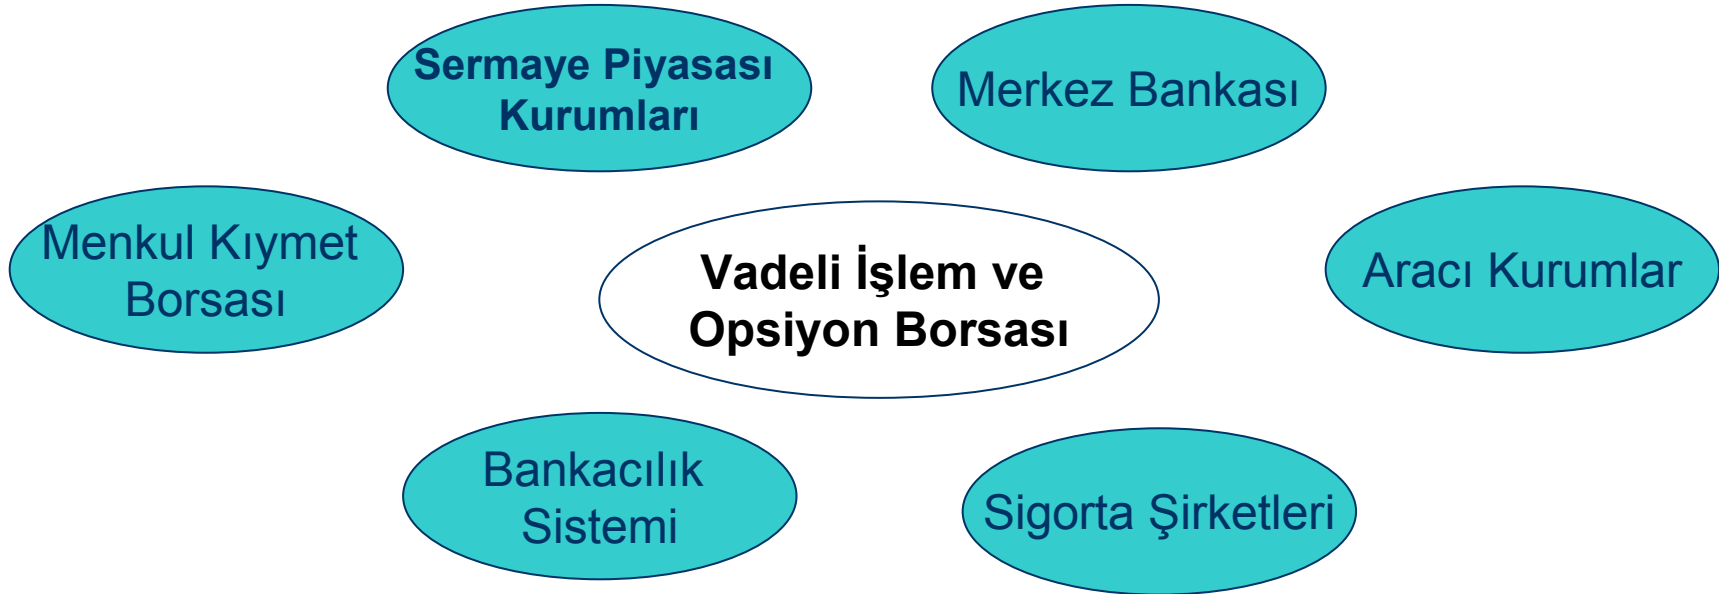 Sermaye Piyasası
Kurumları
Merkez Bankası
Menkul Kıymet
Borsası
Vadeli İşlem ve
Opsiyon Borsası
Aracı Kurumlar
Bankacılık
Sistemi
Sigorta Şirketleri